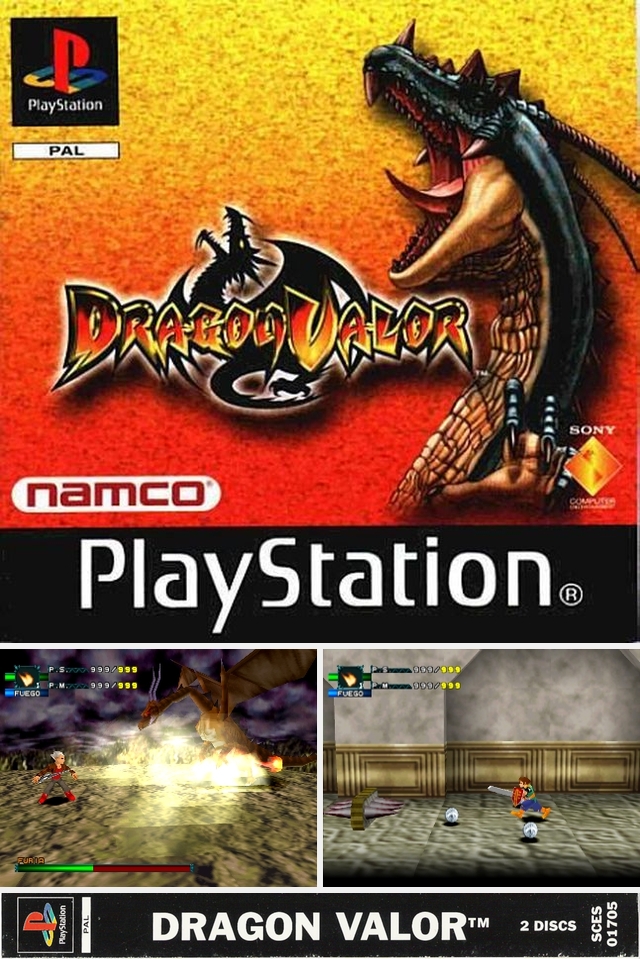 PlayStation
PAL
DRAGON VALOR
SONY
COMPUTER
ENTERTAINMENT
namco®
PlayStation®
P.S. 999/999
P.M. 999/999
FUEGO
FURIA
P.S. 999/999
P.M. 999/999
FUEGO
PlayStation
PAL
DRAGON VALOR™
2 DISCS
SCES
01705